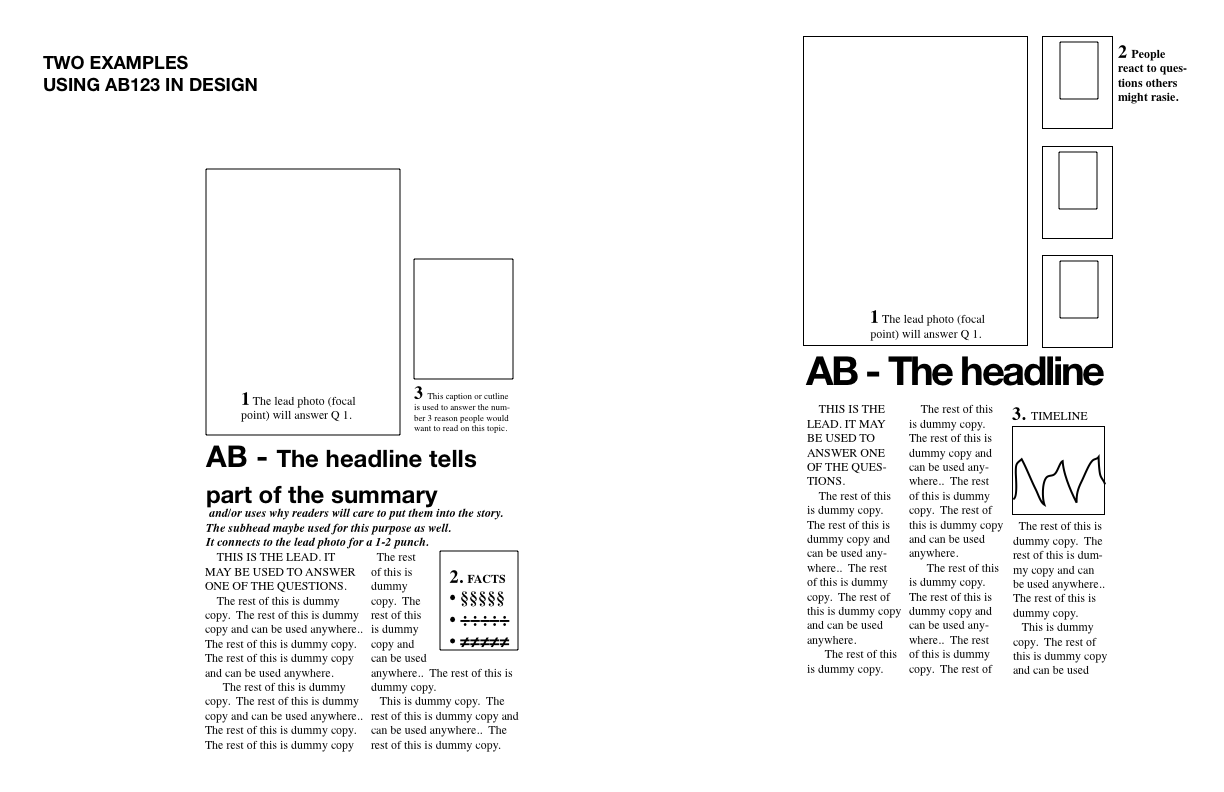 TWO EXAMPLES
USING AB123 IN DESIGN
1 The lead photo (focal
point) will answer Q 1.
3 This caption or cutline
is used to answer the num-
ber 3 reason people would
want to read on this topic.
AB - The headline tells
part of the summary
and/or uses why readers will care to put them into the story.
The subhead maybe used for this purpose as well.
It connects to the lead photo for a 1-2 punch.
THIS IS THE LEAD. IT
MAY BE USED TO ANSWER
ONE OF THE QUESTIONS.
The rest of this is dummy
copy. The rest of this is dummy
copy and can be used anywhere..
The rest of this is dummy copy.
The rest of this is dummy copy
and can be used anywhere.
The rest of this is dummy
copy. The rest of this is dummy
copy and can be used anywhere..
The rest of this is dummy copy.
The rest of this is dummy copy
The rest
of this is
dummy
copy. The
rest of this
is dummy
copy and
can be used
anywhere.. The rest of this is
dummy copy.
This is dummy copy. The
rest of this is dummy copy and
can be used anywhere.. The
rest of this is dummy copy.
2. FACTS
• §§§§§
• ÷÷÷÷÷
• ≠≠≠≠≠
1 The lead photo (focal
point) will answer Q 1.
2 People
react to ques-
tions others
might rasie.
AB - The headline
THIS IS THE
LEAD. IT MAY
BE USED TO
ANSWER ONE
OF THE QUES-
TIONS.
The rest of this
is dummy copy.
The rest of this is
dummy copy and
can be used any-
where.. The rest
of this is dummy
copy. The rest of
this is dummy copy
and can be used
anywhere.
The rest of this
is dummy copy.
The rest of this
is dummy copy.
The rest of this is
dummy copy and
can be used any-
where.. The rest
of this is dummy
copy. The rest of
this is dummy copy
and can be used
anywhere.
The rest of this
is dummy copy.
The rest of this is
dummy copy and
can be used any-
where.. The rest
of this is dummy
copy. The rest of
3. TIMELINE
The rest of this is
dummy copy. The
rest of this is dum-
my copy and can
be used anywhere..
The rest of this is
dummy copy.
This is dummy
copy. The rest of
this is dummy copy
and can be used